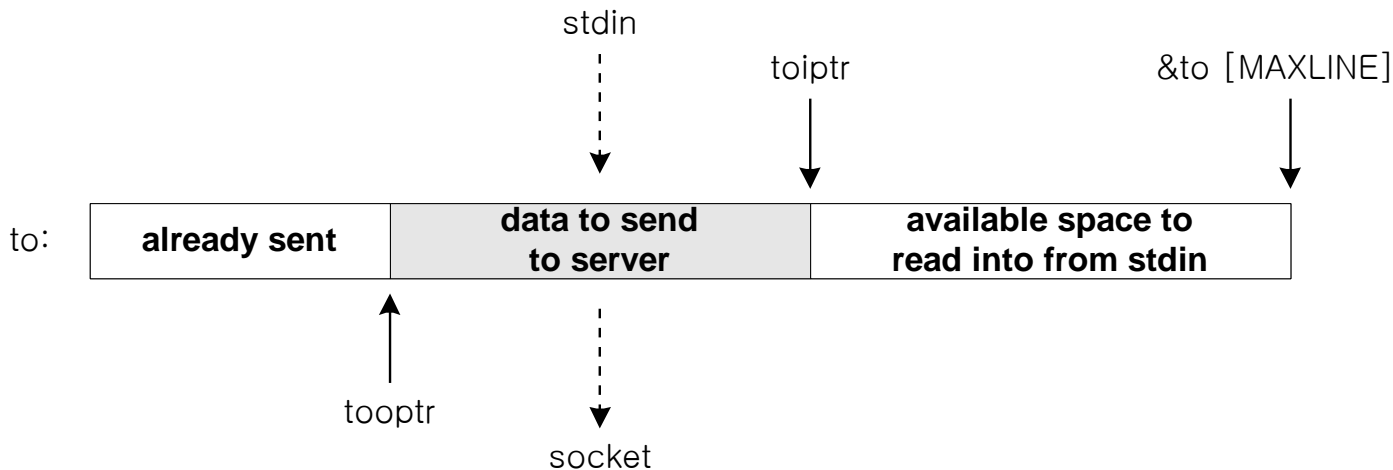 stdin
toiptr
&to [MAXLINE]
to:
already sent
data to send
to server
available space to
read into from stdin
tooptr
socket